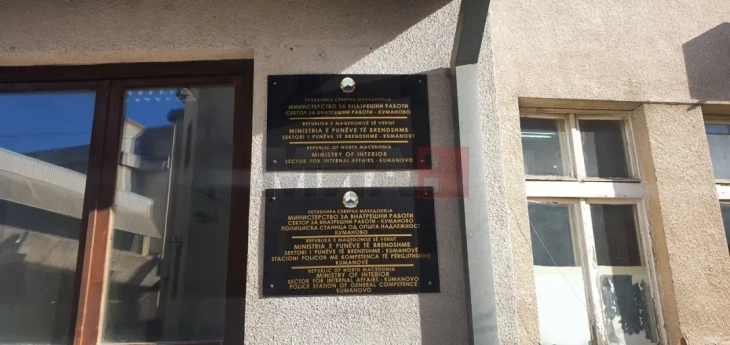 РЕПУБЛИКА СЕВЕРНА МАКЕДОНИЈА
МИНИСТЕРСТВО ЗА ВНАТРЕШНИ РАБОТИ
СЕКТОР ЗА ВНАТРЕШНИ РАБОТИ - КУМАНОВО
REPUBLIKA E MAQEDONISË SË VERIUT
MINISTRIA E PUNËVE TË BRENDSHME
SEKTORI I PUNËVE TË BRENDSHME - KUMANOVË
REPUBLIC OF NORTH MACEDONIA
MINISTRY OF INTERIOR
SECTOR FOR INTERNAL AFFAIRS - KUMANOVO
РЕПУБЛИКА СЕВЕРНА МАКЕДОНИЈА
МИНИСТЕРСТВО ЗА ВНАТРЕШНИ РАБОТИ
СЕКТОР ЗА ВНАТРЕШНИ РАБОТИ - КУМАНОВО
ПОЛИЦИСКА СТАНИЦА ОД ОПШТА НАДЛЕЖНОСТ
КУМАНОВО
REPUBLIKA E MAQEDONISË SË VERIUT
MINISTRIA E PUNËVE TË BRENDSHME
SEKTORI I PUNËVE TË BRENDSHME - KUMANOVË
STACIONI POLICOR ME KOMPETENCA TË PËRGJITHSHME
KUMANOVË
REPUBLIC OF NORTH MACEDONIA
MINISTRY OF INTERIOR
SECTOR FOR INTERNAL AFFAIRS - KUMANOVO
POLICE STATION OF GENERAL COMPETENCE
KUMANOVO